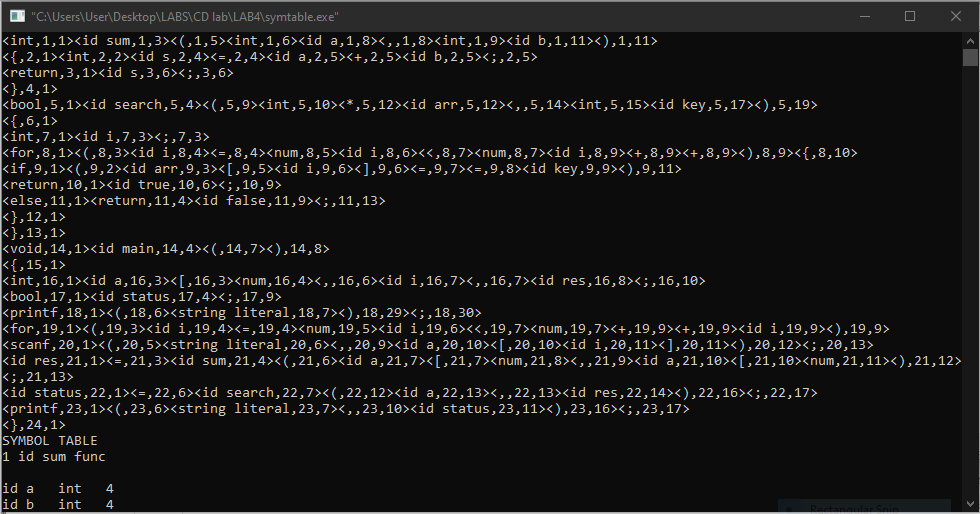 "C:\Users\User\Desktop\LABS\CD lab\LAB4\symtable.exe"
<int,1,1><id sum,1,3><(,1,5><int,1,6><id a,1,8><,,1,8><int,1,9><id b,1,11><),1,11>
<{,2,1><int,2,2><id s,2,4><=,2,4><id a,2,5><+,2,5><id b,2,5><;,2,5>
<return,3,1><id s,3,6><;,3,6>
<},4,1>
<bool,5,1><id search,5,4><(,5,9><int,5,10><*,5,12><id arr,5,12><,,5,14><int,5,15><id key,5,17><),5,19>
<{,6,1>
<int,7,1><id i,7,3><;,7,3>
<for,8,1><(,8,3><id i,8,4><=,8,4><num,8,5><id i,8,6><<,8,7><num,8,7><id i,8,9><+,8,9><+,8,9><),8,9><{,8,10>
<if,9,1><(,9,2><id arr,9,3><[,9,5><id i,9,6><],9,6><=,9,7><=,9,8><id key,9,9><),9,11>
<return,10,1><id true,10,6><;,10,9>
<else,11,1><return,11,4><id false,11,9><;,11,13>
<},12,1>
<},13,1>
<void,14,1><id main,14,4><(,14,7><),14,8>
<{,15,1>
<int,16,1><id a,16,3><[,16,3><num,16,4><,,16,6><id i,16,7><,,16,7><id res,16,8><;,16,10>
<bool,17,1><id status,17,4><;,17,9>
<printf,18,1><(,18,6><string literal,18,7><),18,29><;,18,30>
<for,19,1><(,19,3><id i,19,4><=,19,4><num,19,5><id i,19,6><<,19,7><num,19,7><+,19,9><+,19,9><id i,19,9><),19,9>
<scanf,20,1><(,20,5><string literal,20,6><,,20,9><id a,20,10><[,20,10><id i,20,11><],20,11><),20,12><;,20,13>
<id res,21,1><=,21,3><id sum,21,4><(,21,6><id a,21,7><[,21,7><num,21,8><,,21,9><id a,21,10><[,21,10><num,21,11><),21,12>
<;,21,13>
<id status,22,1><=,22,6><id search,22,7><(,22,12><id a,22,13><,,22,13><id res,22,14><),22,16><;,22,17>
<printf,23,1><(,23,6><string literal,23,7><,,23,10><id status,23,11><),23,16><;,23,17>
<},24,1>
SYMBOL TABLE
1 id sum func
id a int 4
id b int 4
Rectangular Snip